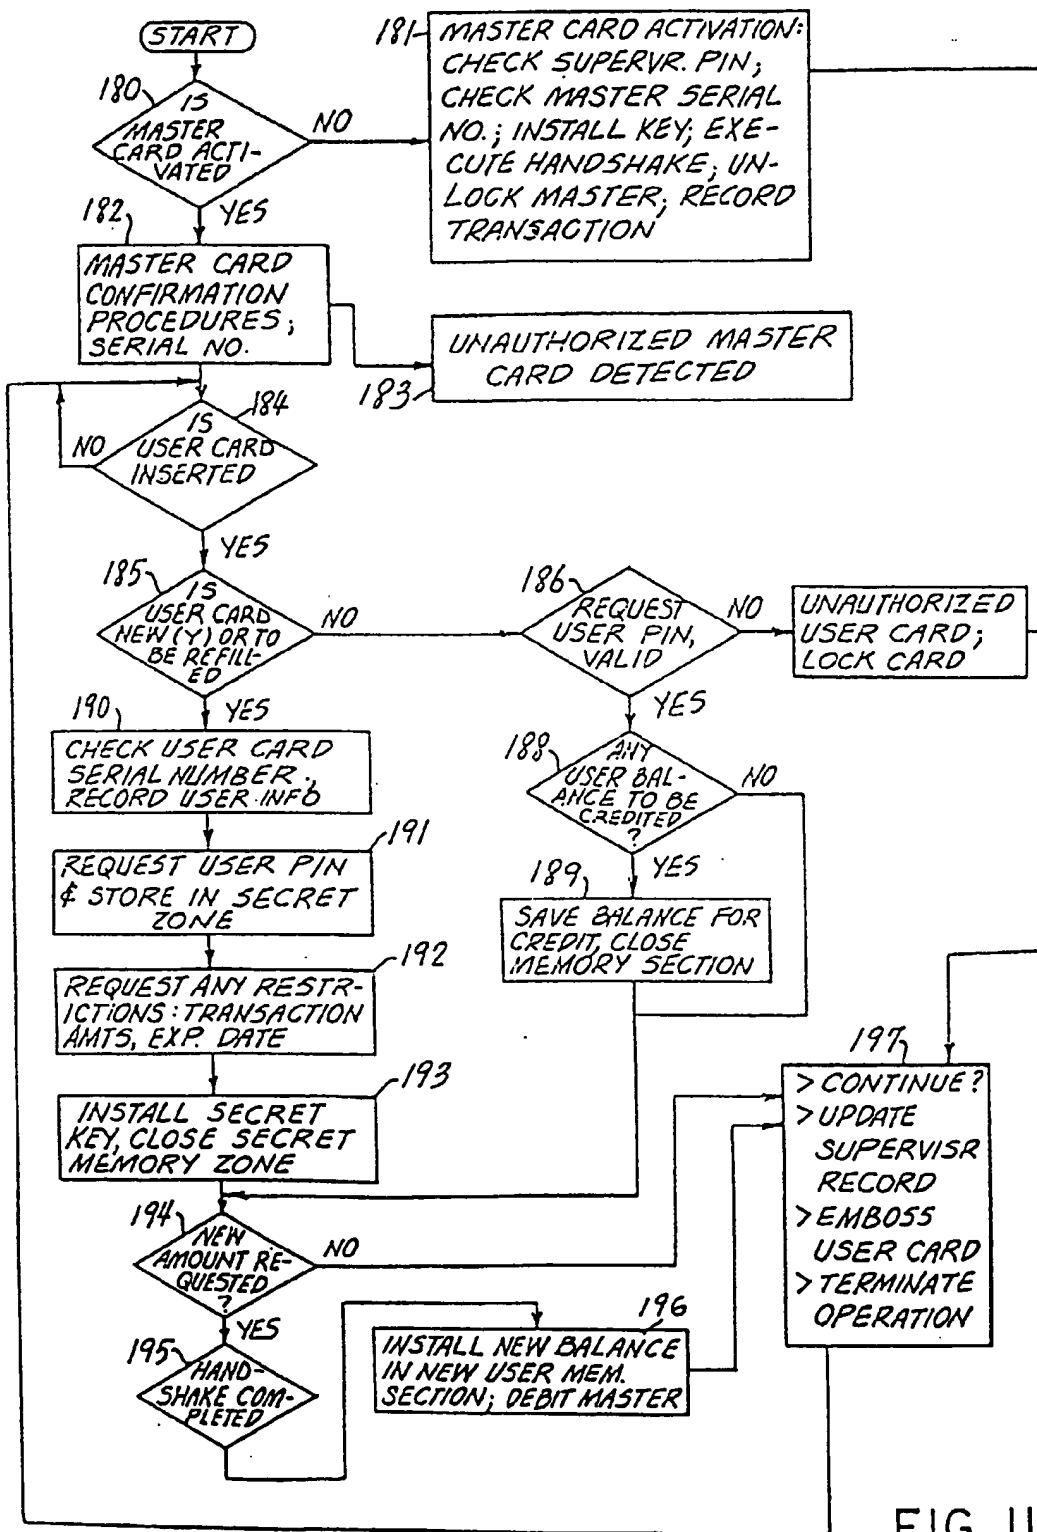 START
180
IS
MASTER
CARD ACTI-
VATED
NO
YES
181
MASTER CARD ACTIVATION:
CHECK SUPERVR. PIN;
CHECK MASTER SERIAL
NO.; INSTALL KEY; EXE-
CUTE HANDSHAKE; UN-
LOCK MASTER; RECORD
TRANSACTION
182
MASTER CARD
CONFIRMATION
PROCEDURES;
SERIAL NO.
UNAUTHORIZED MASTER
CARD DETECTED
183
184
IS
USER CARD
INSERTED
NO
YES
185
IS
USER CARD
NEW (Y) OR TO
BE REFILL-
ED
NO
YES
186
REQUEST
USER PIN,
VALID
NO
YES
UNAUTHORIZED
USER CARD;
LOCK CARD
188
ANY
USER BAL-
ANCE TO BE
CREDITED
?
NO
YES
189
SAVE BALANCE FOR
CREDIT, CLOSE
MEMORY SECTION
190
CHECK USER CARD
SERIAL NUMBER;
RECORD USER INFO
191
REQUEST USER PIN
& STORE IN SECRET
ZONE
192
REQUEST ANY RESTR-
ICTIONS: TRANSACTION
AMTS, EXP. DATE
193
INSTALL SECRET
KEY, CLOSE SECRET
MEMORY ZONE
194
NEW
AMOUNT RE-
QUESTED
?
NO
YES
195
HAND-
SHAKE COM-
PLETED
196
INSTALL NEW BALANCE
IN NEW USER MEM.
SECTION; DEBIT MASTER
197
> CONTINUE?
> UPDATE
SUPERVISR
RECORD
> EMBOSS
USER CARD
> TERMINATE
OPERATION
FIG. 11